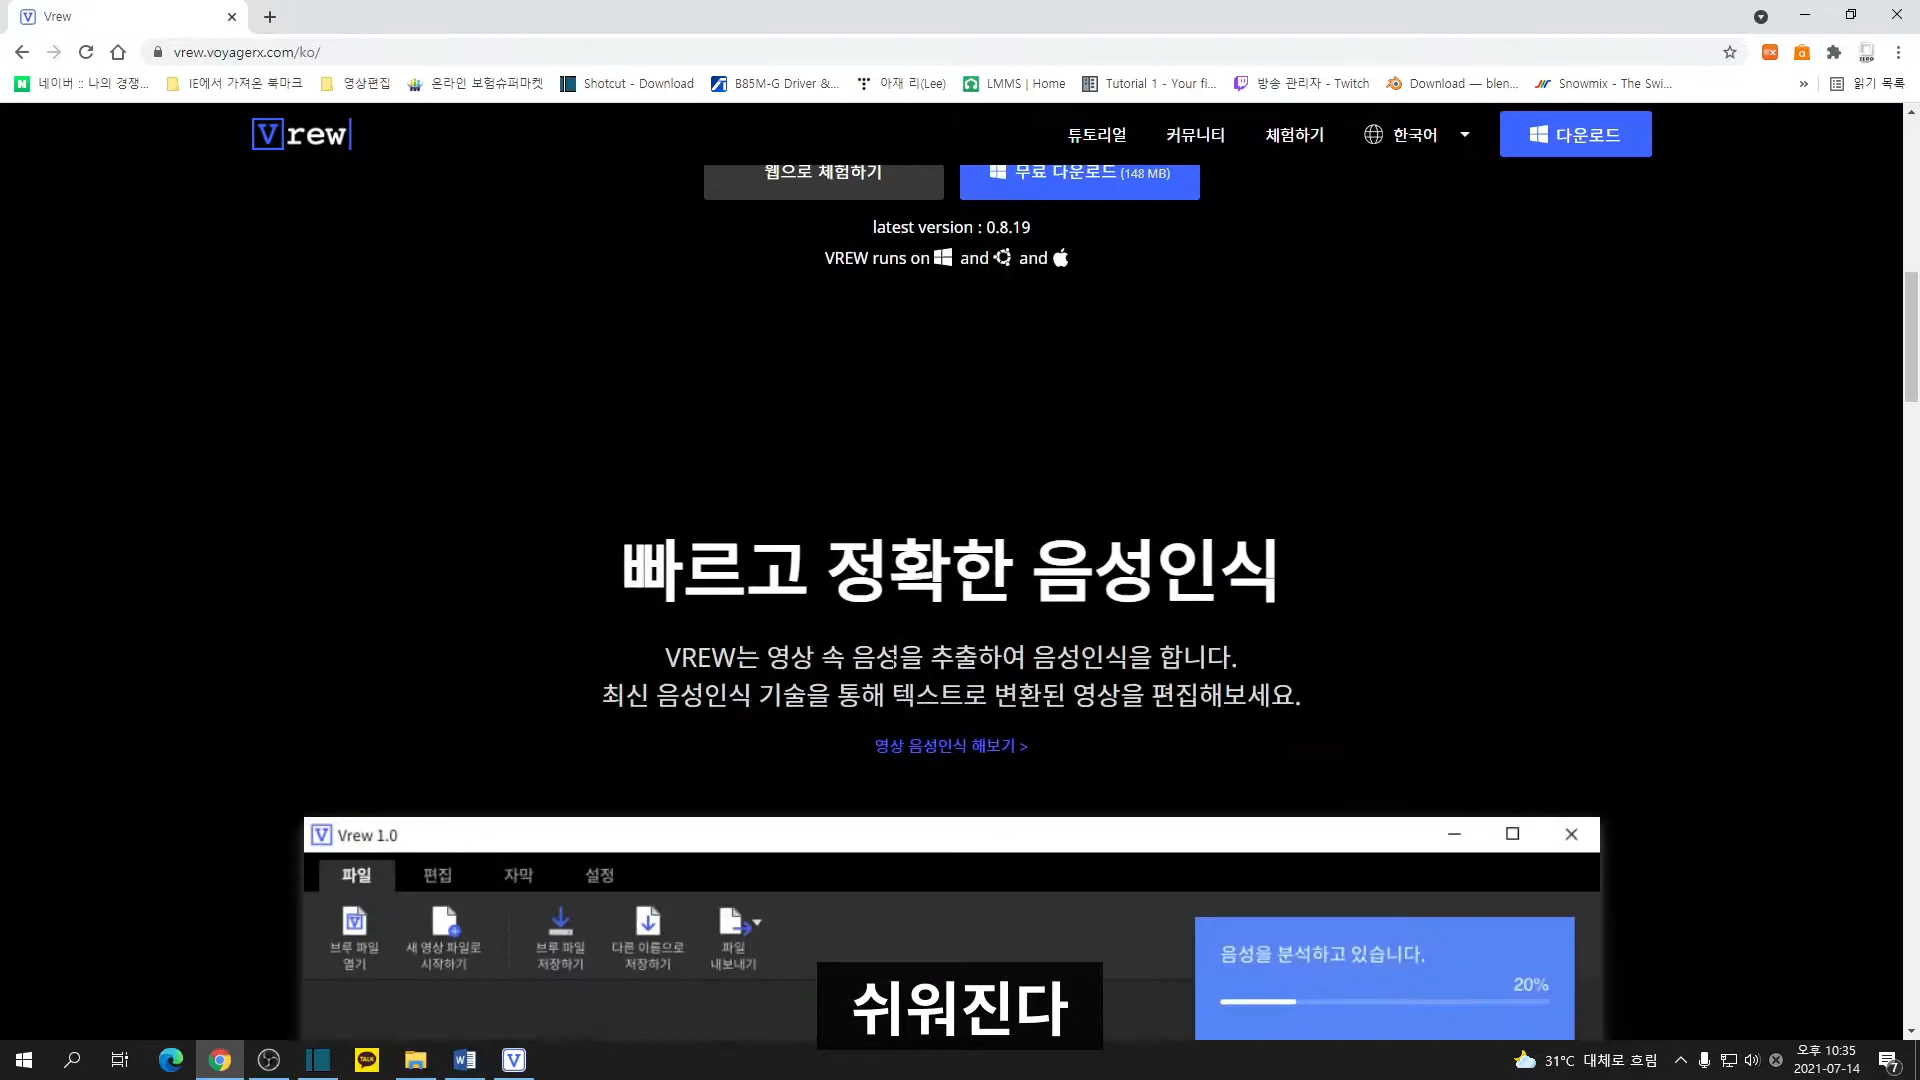 Vrew
vrew.voyagerx.com/ko/
네이버 :: 나의 경쟁... IE에서 가져온 북마크 영상편집 온라인 보험슈퍼마켓 Shotcut - Download B85M-G Driver &... 아재 리(Lee) LMMS | Home Tutorial 1 - Your fi... 방송 관리자 - Twitch Download — blen... Snowmix - The Swi... » 읽기 목록
Vrew 튜토리얼 커뮤니티 체험하기 한국어 다운로드
웹으로 체험하기 무료 다운로드 (148 MB)
latest version : 0.8.19
VREW runs on and and
빠르고 정확한 음성인식
VREW는 영상 속 음성을 추출하여 음성인식을 합니다.
최신 음성인식 기술을 통해 텍스트로 변환된 영상을 편집해보세요.
영상 음성인식 해보기 >
V Vrew 1.0
파일 편집 자막 설정
브루 파일 열기
새 영상 파일로 시작하기
브루 파일 저장하기
다른 이름으로 저장하기
파일 내보내기
음성을 분석하고 있습니다.
20%
쉬워진다
31°C 대체로 흐림
오후 10:35
2021-07-14
7